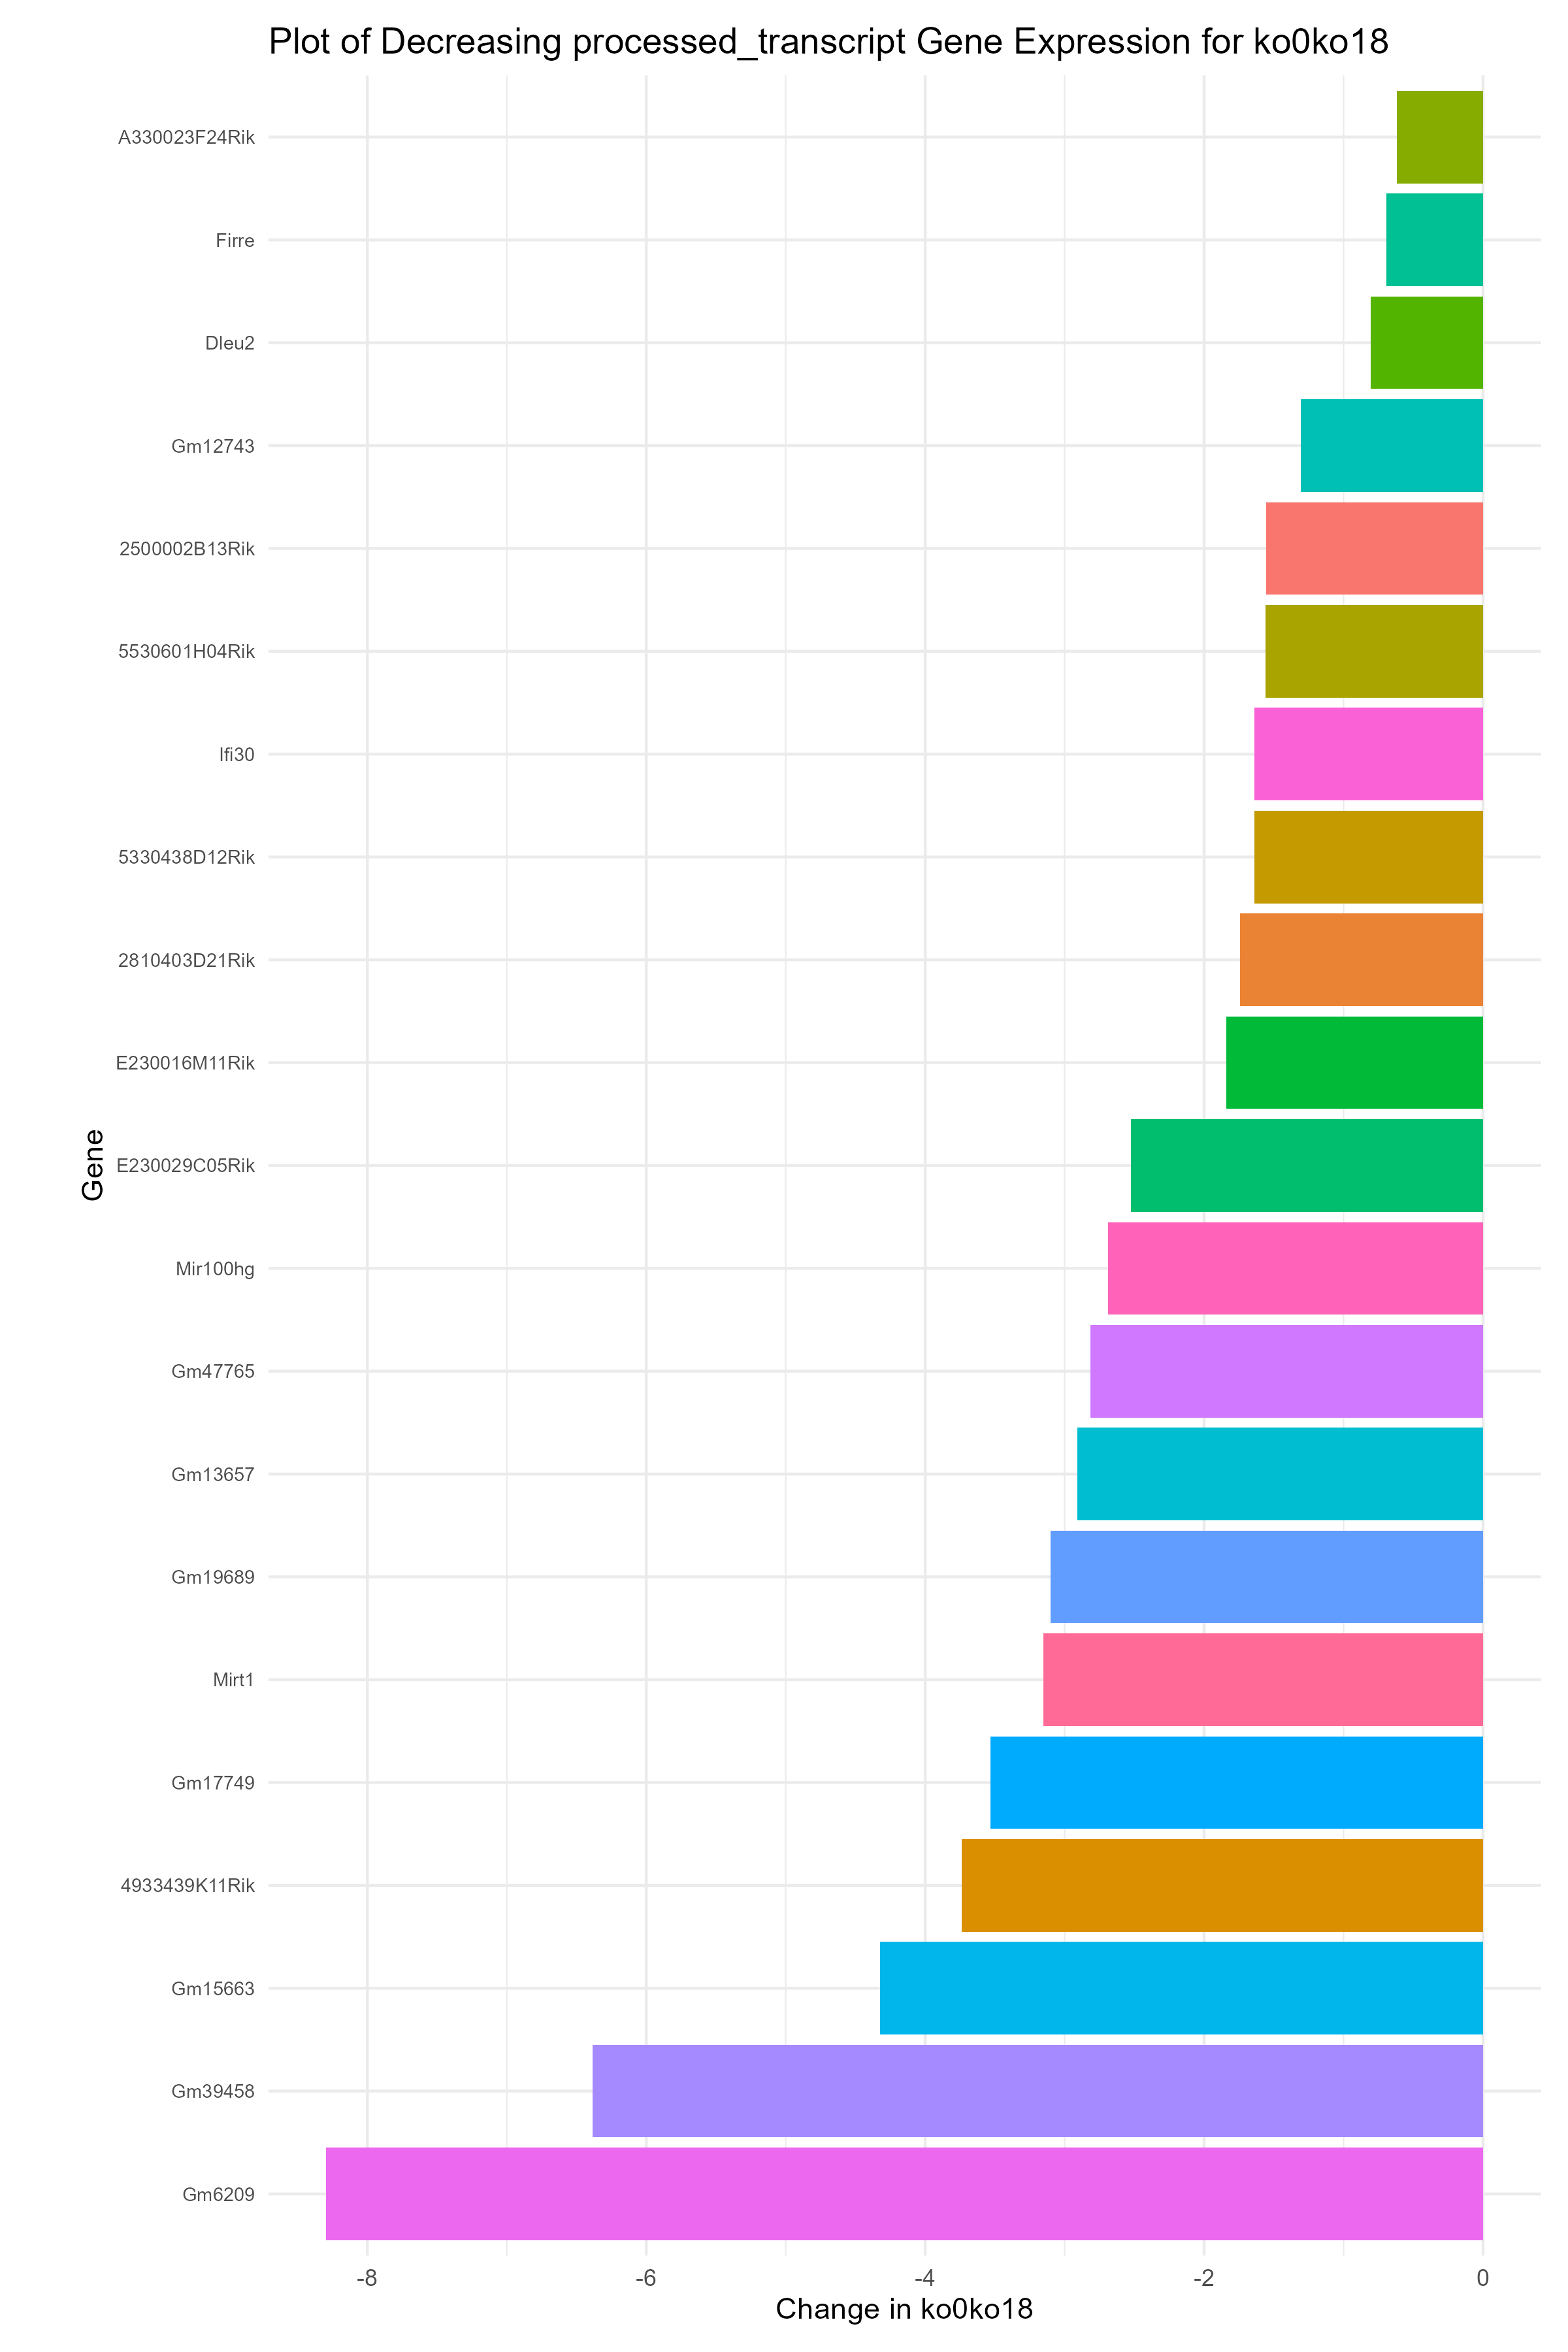 Plot of Decreasing processed_transcript Gene Expression for ko0ko18
A330023F24Rik
Firre
Dleu2
Gm12743
2500002B13Rik
5530601H04Rik
Ifi30
5330438D12Rik
2810403D21Rik
E230016M11Rik
E230029C05Rik
Mir100hg
Gm47765
Gm13657
Gm19689
Mirt1
Gm17749
4933439K11Rik
Gm15663
Gm39458
Gm6209
Gene
-8 -6 -4 -2 0
Change in ko0ko18